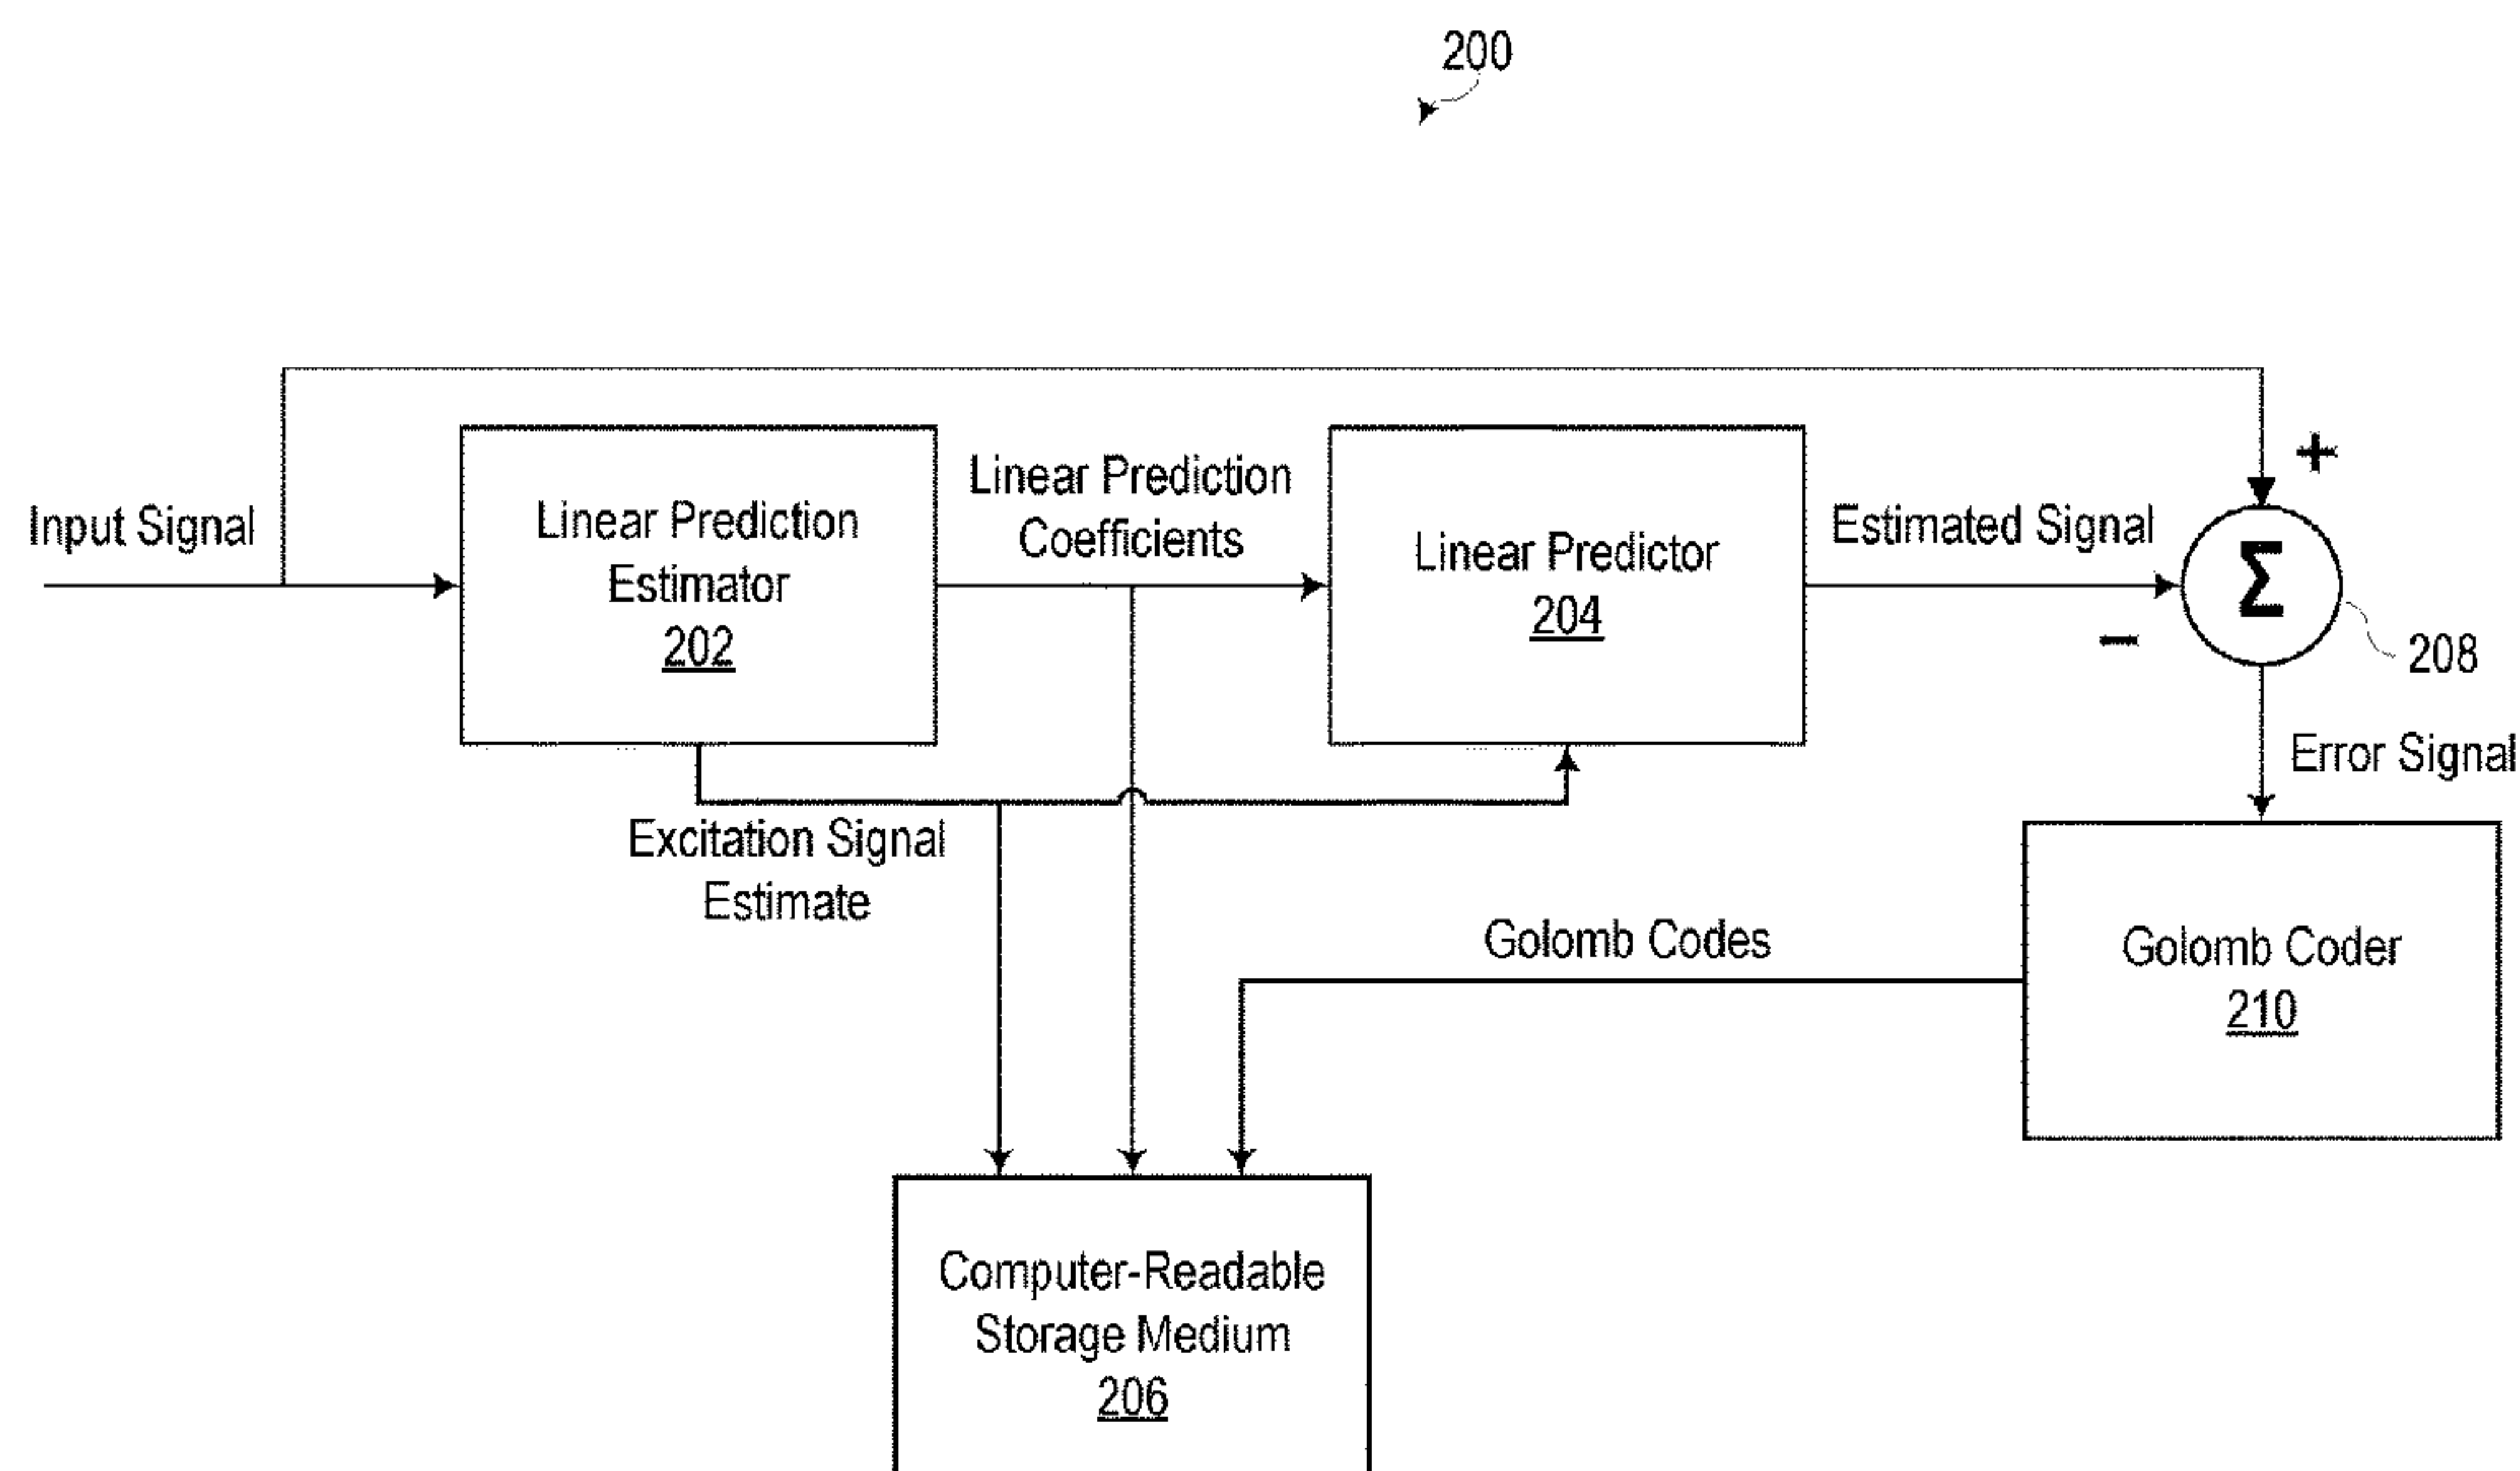 200
Input Signal
Linear Prediction
Estimator
202
Linear Prediction
Coefficients
Linear Predictor
204
Estimated Signal
+
Σ
−
208
Error Signal
Excitation Signal
Estimate
Golomb Codes
Golomb Coder
210
Computer-Readable
Storage Medium
206